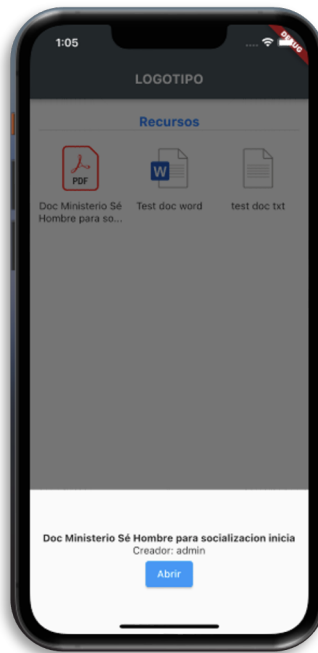 1:05
DEBUG
LOGOTIPO
Recursos
PDF
W
Doc Ministerio Sé
Hombre para so...
Test doc word
test doc txt
Doc Ministerio Sé Hombre para socializacion inicia
Creador: admin
Abrir